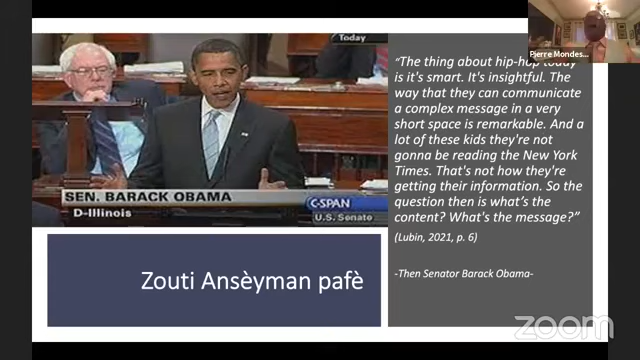 Today
Pierre Mondes...
"The thing about hip-hop today
is it's smart. It's insightful. The
way that they can communicate
a complex message in a very
short space is remarkable. And a
lot of these kids they're not
gonna be reading the New York
Times. That's not how they're
getting their information. So the
question then is what's the
content? What's the message?"
(Lubin, 2021, p. 6)
-Then Senator Barack Obama-
SEN. BARACK OBAMA
D-Illinois
C-SPAN
U.S. Senate
Zouti Ansèyman pafè
zoom